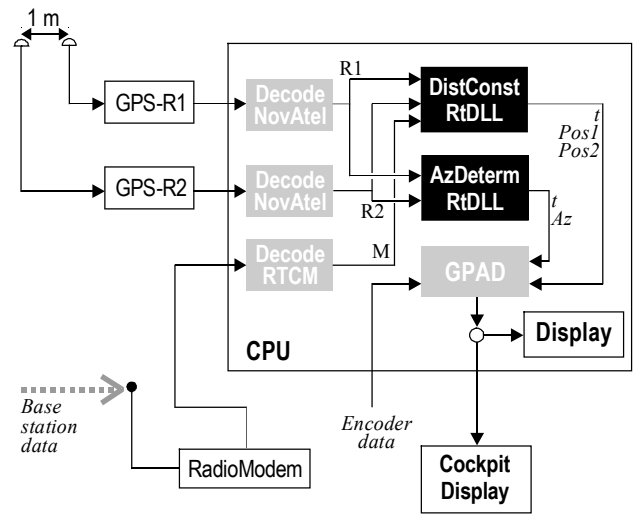 1 m
GPS-R1
GPS-R2
Decode
NovAtel
R1
DistConst
RtDLL
t
Pos1
Pos2
Decode
NovAtel
R2
AzDeterm
RtDLL
t
Az
Decode
RTCM
M
GPAD
CPU
Display
Base
station
data
Encoder
data
RadioModem
Cockpit
Display